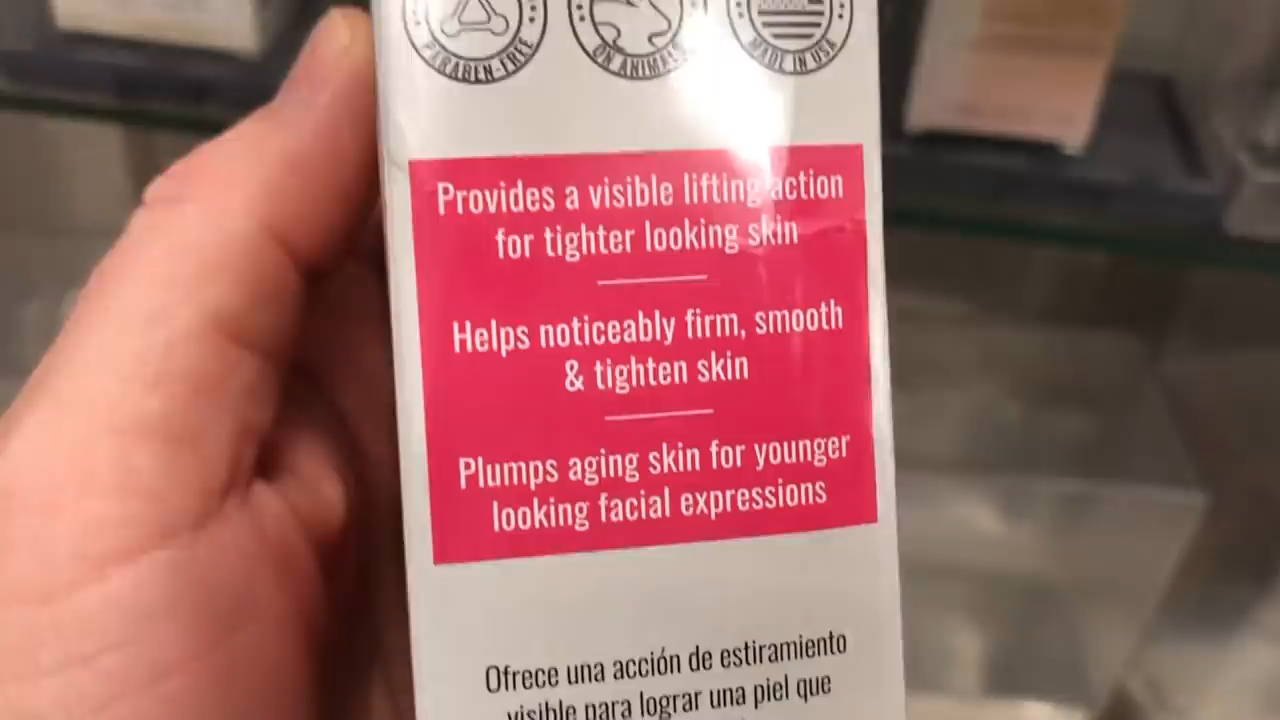 PARABEN-FREE
ON ANIMALS
MADE IN USA
Provides a visible lifting action
for tighter looking skin
Helps noticeably firm, smooth
& tighten skin
Plumps aging skin for younger
looking facial expressions
Ofrece una acción de estiramiento
visible para lograr una piel que